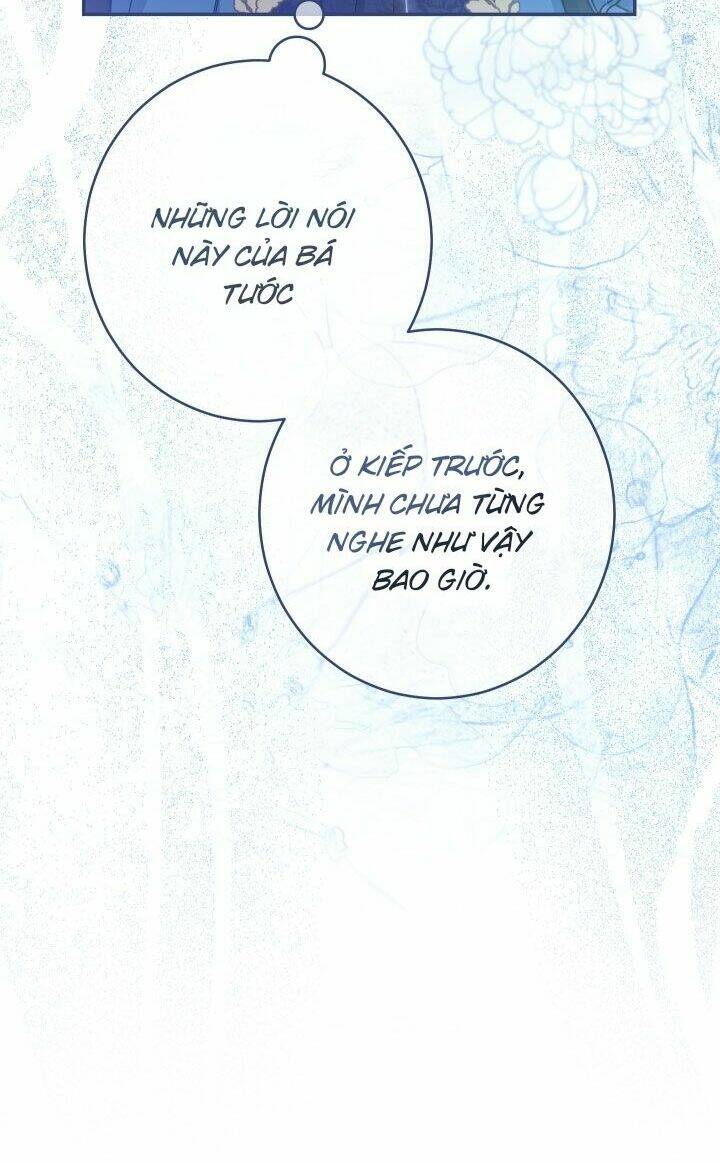 NHỮNG LỜI NÓI
NÀY CỦA BÁ
TƯỚC
Ở KIẾP TRƯỚC,
MÌNH CHƯA TỪNG
NGHE NHƯ VẬY
BAO GIỜ.